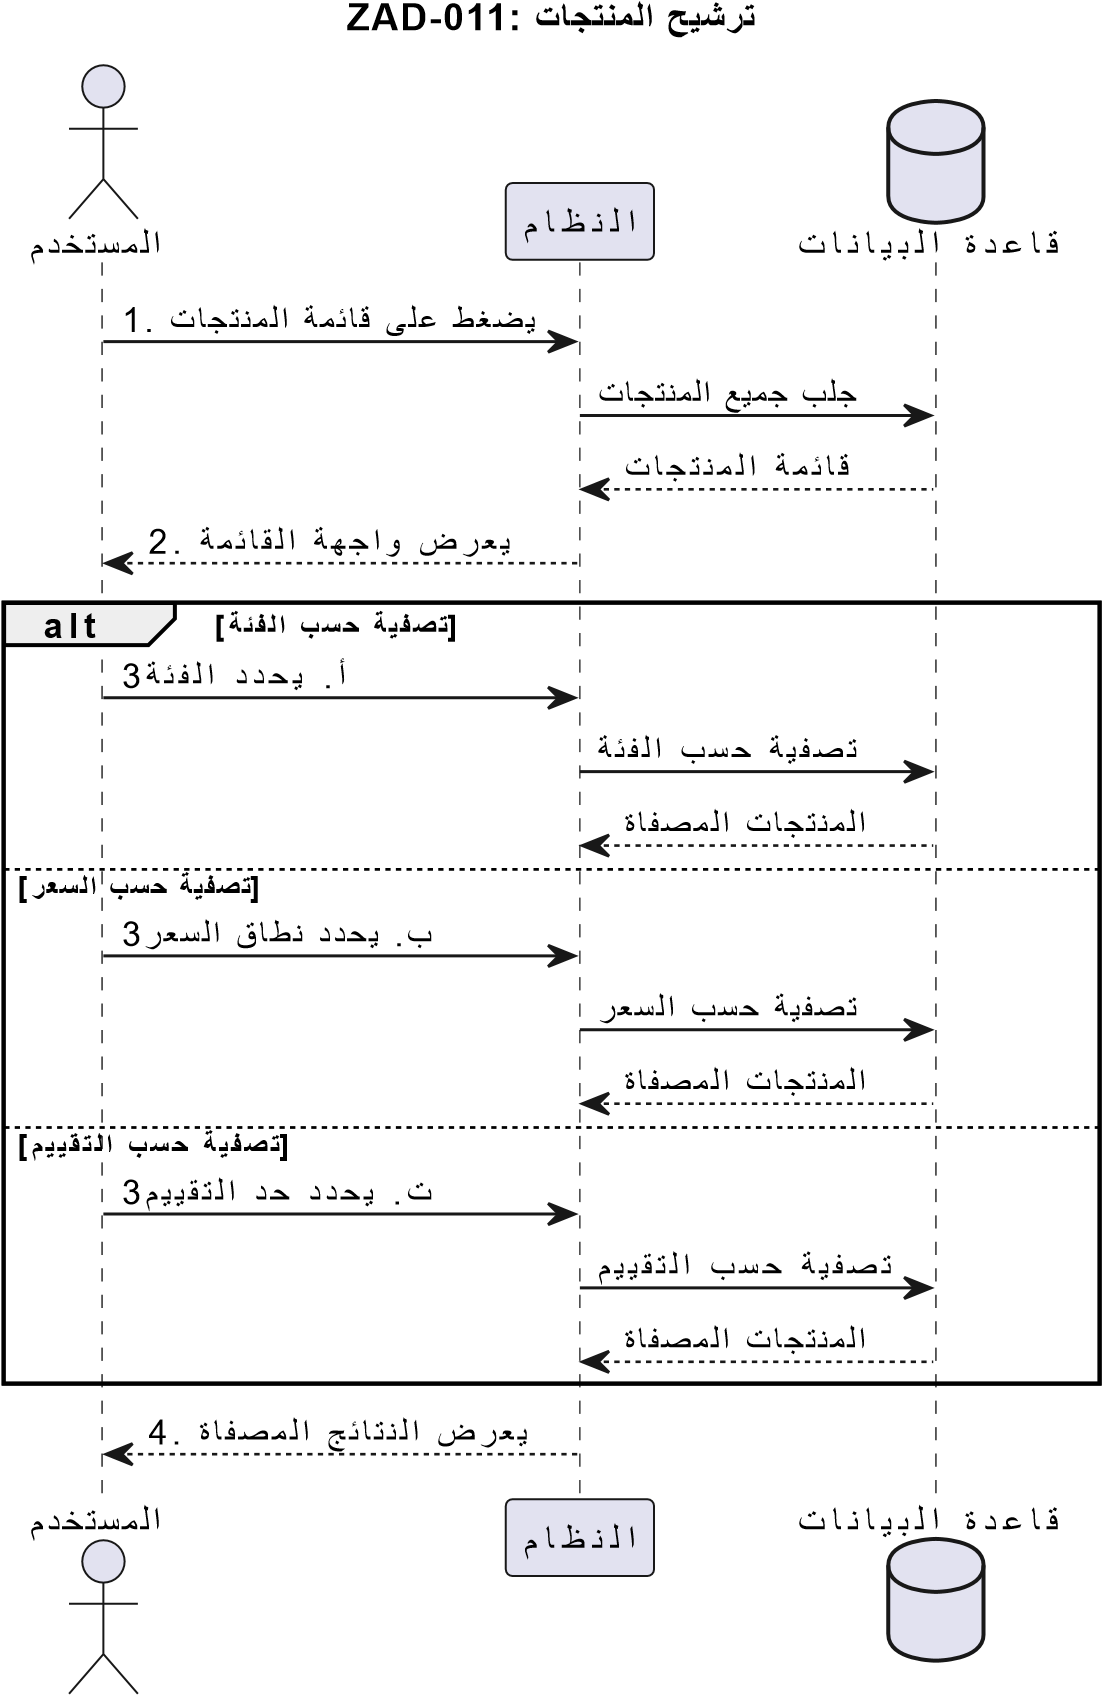 ZAD-011: ترشيح المنتجات
المستخدم
النظام
قاعدة البيانات
1. يضغط على قائمة المنتجات
جلب جميع المنتجات
قائمة المنتجات
2. يعرض واجهة القائمة
alt [تصفية حسب الفئة]
3أ. يحدد الفئة
تصفية حسب الفئة
المنتجات المصفاة
[تصفية حسب السعر]
3ب. يحدد نطاق السعر
تصفية حسب السعر
المنتجات المصفاة
[تصفية حسب التقييم]
3ت. يحدد حد التقييم
تصفية حسب التقييم
المنتجات المصفاة
4. يعرض النتائج المصفاة
المستخدم
النظام
قاعدة البيانات